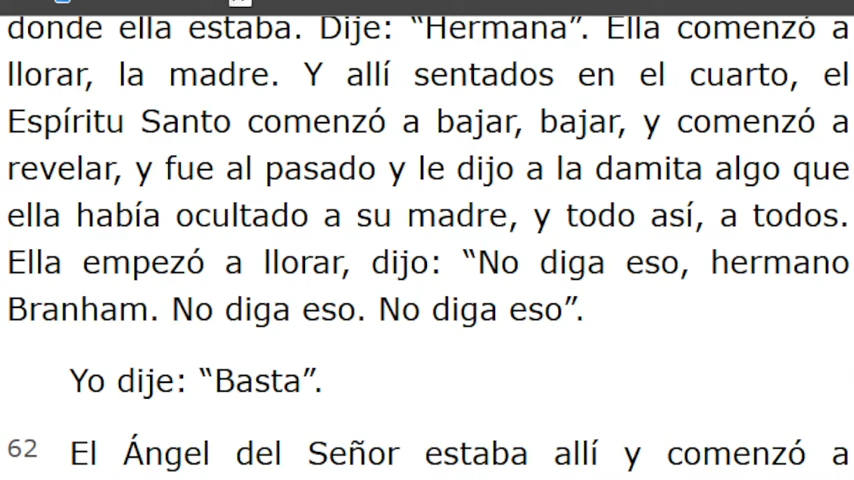 donde ella estaba. Dije: “Hermana”. Ella comenzó a
llorar, la madre. Y allí sentados en el cuarto, el
Espíritu Santo comenzó a bajar, bajar, y comenzó a
revelar, y fue al pasado y le dijo a la damita algo que
ella había ocultado a su madre, y todo así, a todos.
Ella empezó a llorar, dijo: “No diga eso, hermano
Branham. No diga eso. No diga eso”.
Yo dije: “Basta”.
62 El Ángel del Señor estaba allí y comenzó a